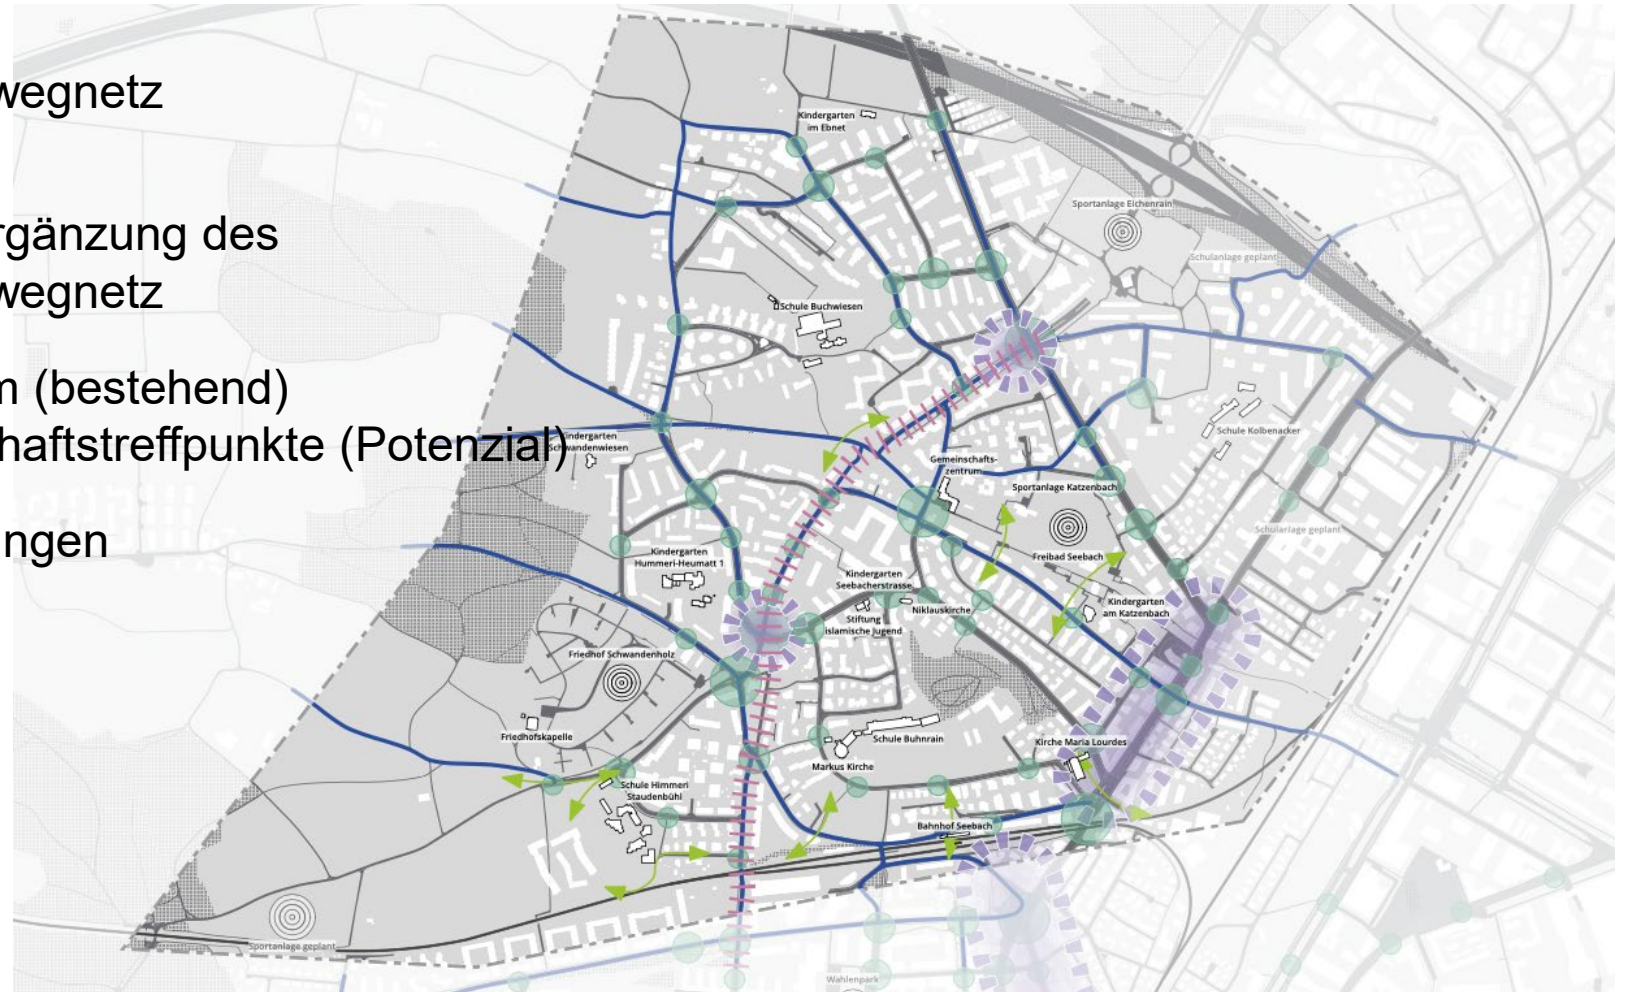 wegnetz
rgänzung des
wegnetz
m (bestehend)
haftstreffpunkte (Potenzial)
ngen
Kindergarten
im Ebnet
Sportanlage Eichenrain
Schulanlage geplant
Schule Buchwiesen
Kindergarten
Schwandenwiesen
Schule Kolbenacker
Gemeinschafts-
zentrum
Sportanlage Katzenbach
Schulanlage geplant
Freibad Seebach
Kindergarten
Hummeri-Heumatt 1
Kindergarten
Seebacherstrasse
Niklauskirche
Kindergarten
am Katzenbach
Stiftung
islamische Jugend
Friedhof Schwandenholz
Friedhofskapelle
Schule Buhnrain
Kirche Maria Lourdes
Markus Kirche
Schule Himmeri
Staudenbühl
Bahnhof Seebach
Sportanlage geplant
Wahlenpark